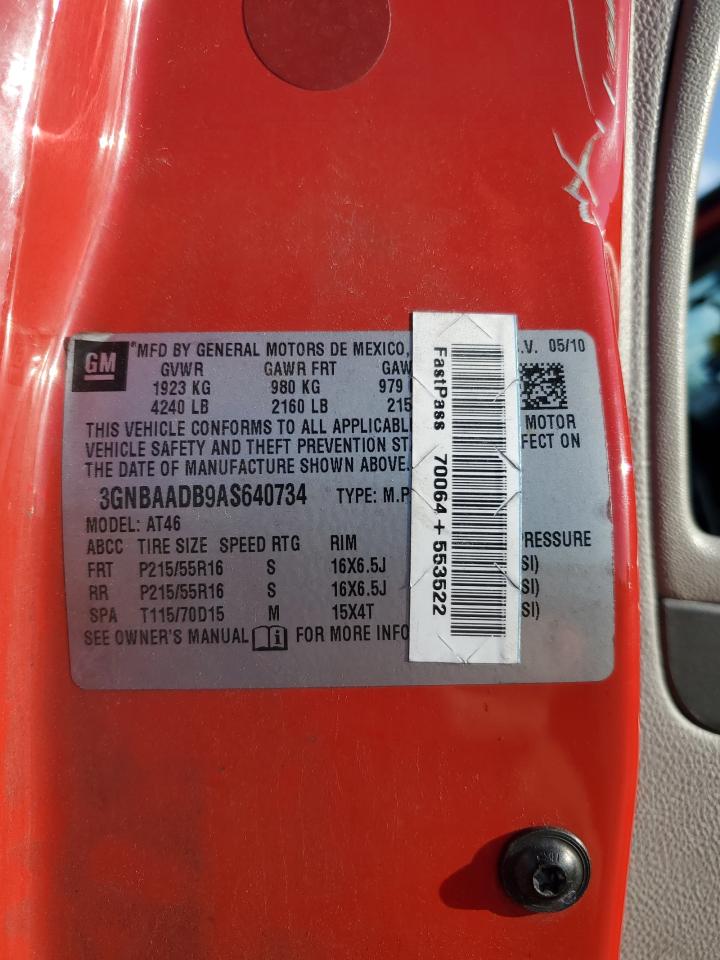 GM
MFD BY GENERAL MOTORS DE MEXICO, .V. 05/10
GVWR GAWR FRT GAW
1923 KG 980 KG 979
4240 LB 2160 LB 215
THIS VEHICLE CONFORMS TO ALL APPLICABL MOTOR
VEHICLE SAFETY AND THEFT PREVENTION ST FECT ON
THE DATE OF MANUFACTURE SHOWN ABOVE.
3GNBAADB9AS640734 TYPE: M.P
MODEL: AT46
ABCC TIRE SIZE SPEED RTG RIM PRESSURE
FRT P215/55R16 S 16X6.5J SI)
RR P215/55R16 S 16X6.5J SI)
SPA T115/70D15 M 15X4T SI)
SEE OWNER'S MANUAL FOR MORE INFO
FastPass 70064 + 553522